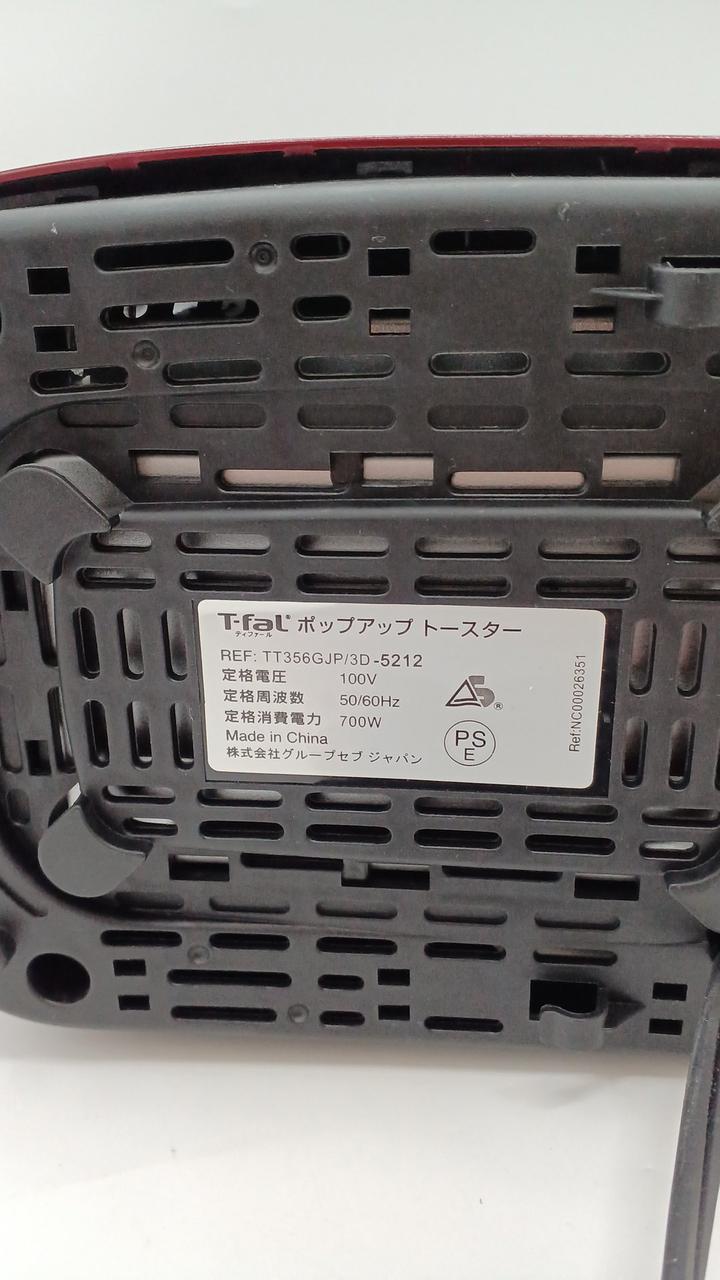 T-fal® ポップアップ トースター
ティファール
REF: TT356GJP/3D -5212
定格電圧 100V
定格周波数 50/60Hz
定格消費電力 700W
Made in China
株式会社グループセブ ジャパン
S®
PS
E
Ref:NC00026351